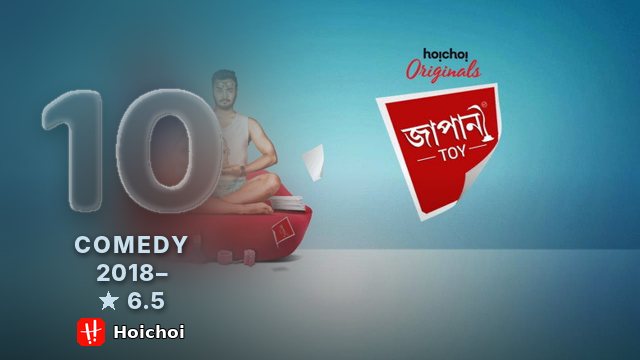 hoichoi
Originals
জাপানী
TOY
10
COMEDY
2018–
★ 6.5
Hoichoi